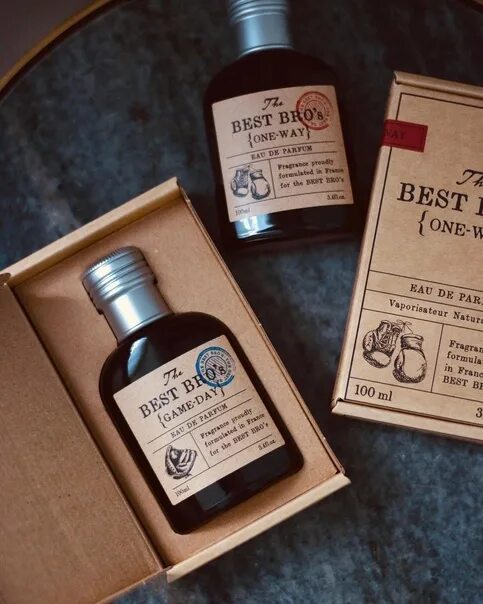 The
BEST BRO's
{ONE-WAY}
EAU DE PARFUM
Fragrance proudly
formulated in France
for the BEST BRO's
100ml
3.4fl.oz
WAY
Th
BEST B
{ONE-W
EAU DE PAR
Vaporisateur Natur
Fragran
formula
in Fran
BEST BR
100 ml
3
The
BEST BRO's
{GAME-DAY}
EAU DE PARFUM
Fragrance proudly
formulated in France
for the BEST BRO's
100ml
3.4fl.oz